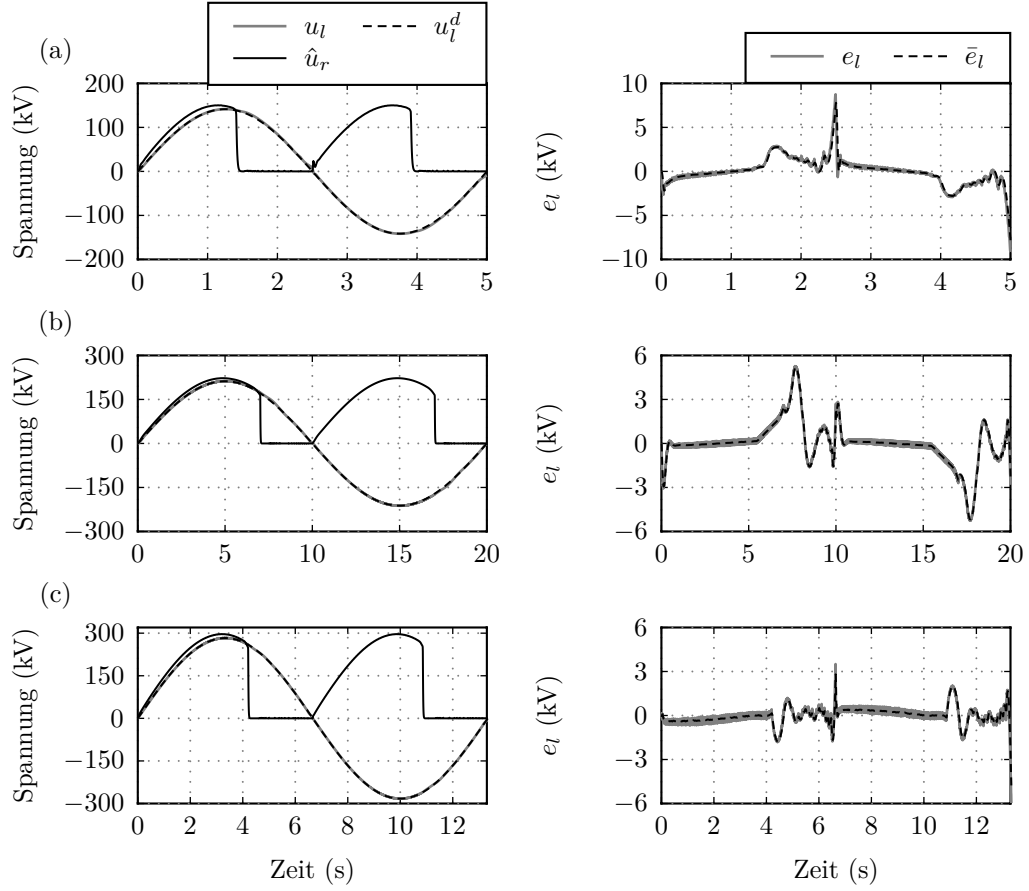 (a)
u_l u_l^d
û_r
e_l ē_l
Spannung (kV)
200
100
0
−100
−200
0 1 2 3 4 5
e_l (kV)
10
5
0
−5
−10
0 1 2 3 4 5
(b)
Spannung (kV)
300
150
0
−150
−300
0 5 10 15 20
e_l (kV)
6
3
0
−3
−6
0 5 10 15 20
(c)
Spannung (kV)
300
150
0
−150
−300
0 2 4 6 8 10 12
Zeit (s)
e_l (kV)
6
3
0
−3
−6
0 2 4 6 8 10 12
Zeit (s)